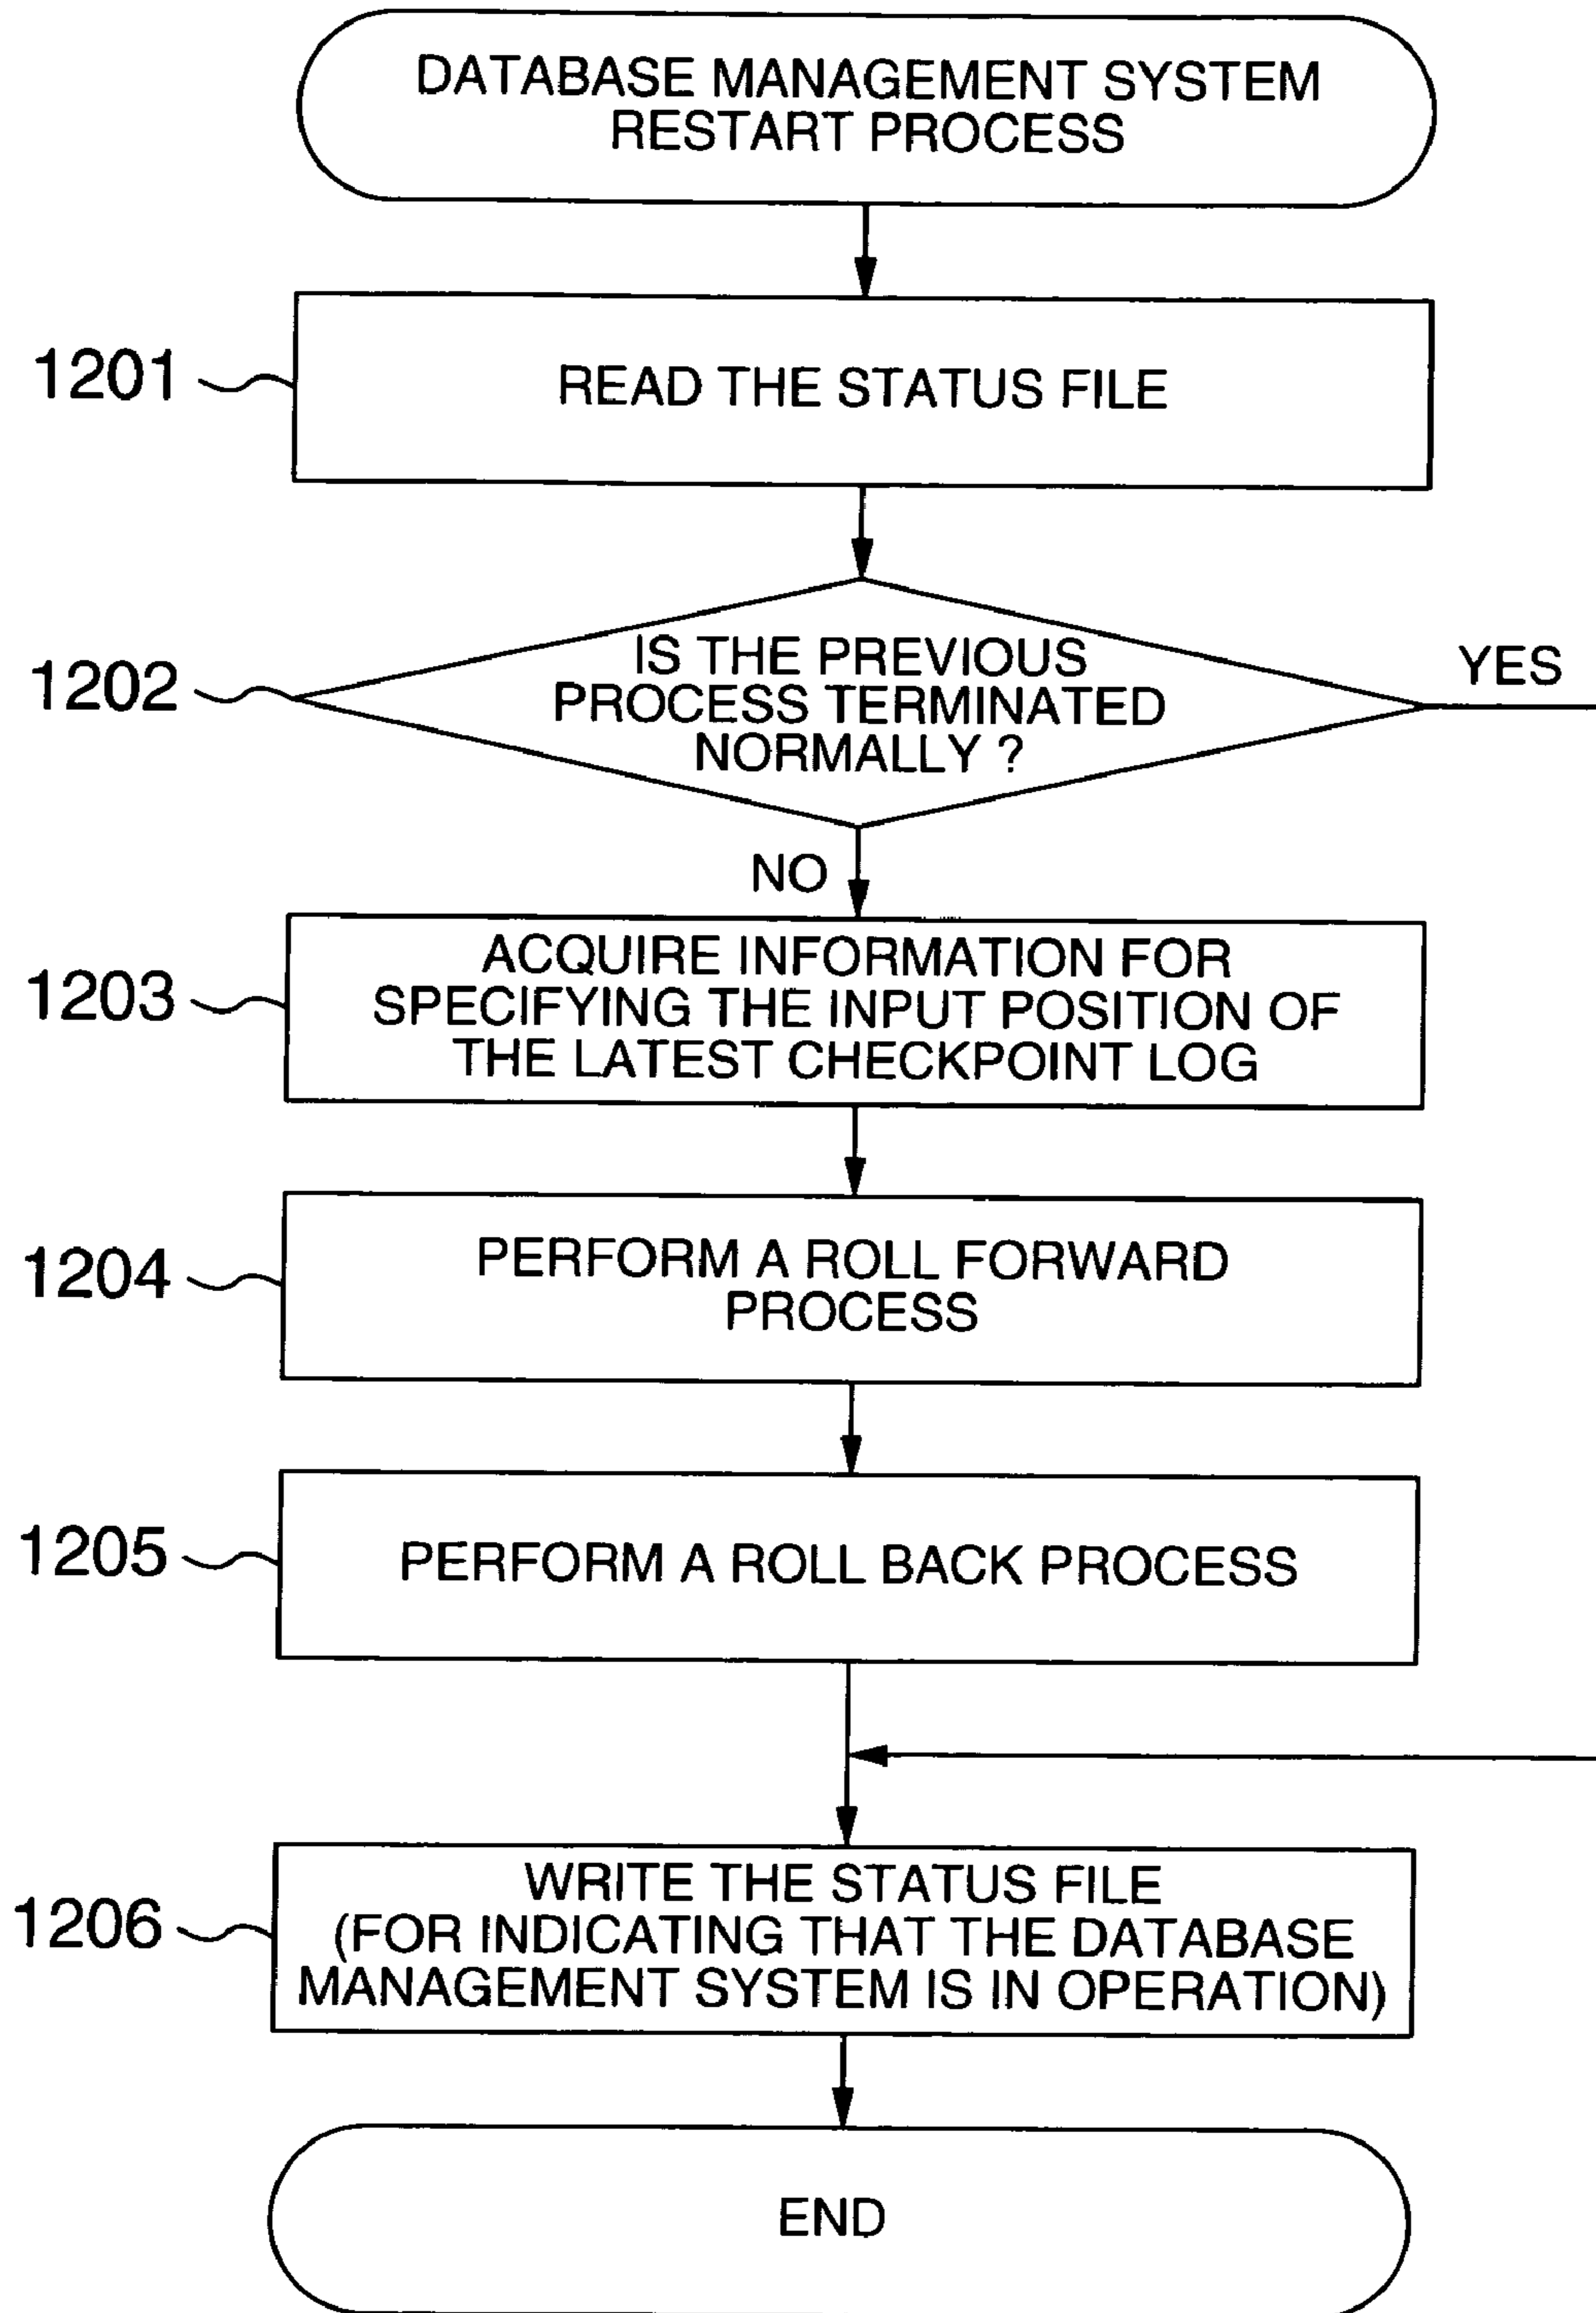 DATABASE MANAGEMENT SYSTEM
RESTART PROCESS
1201
READ THE STATUS FILE
1202
IS THE PREVIOUS
PROCESS TERMINATED
NORMALLY ?
YES
NO
1203
ACQUIRE INFORMATION FOR
SPECIFYING THE INPUT POSITION OF
THE LATEST CHECKPOINT LOG
1204
PERFORM A ROLL FORWARD
PROCESS
1205
PERFORM A ROLL BACK PROCESS
1206
WRITE THE STATUS FILE
(FOR INDICATING THAT THE DATABASE
MANAGEMENT SYSTEM IS IN OPERATION)
END